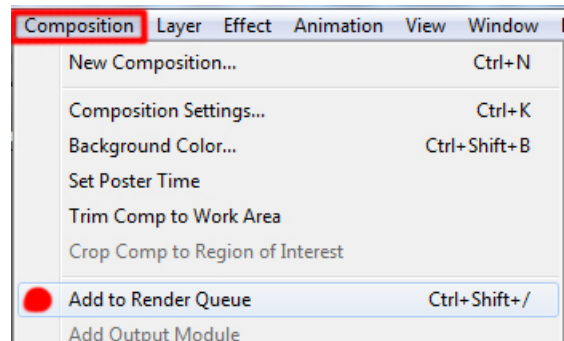 Composition Layer Effect Animation View Window
New Composition... Ctrl+N
Composition Settings... Ctrl+K
Background Color... Ctrl+Shift+B
Set Poster Time
Trim Comp to Work Area
Crop Comp to Region of Interest
Add to Render Queue Ctrl+Shift+/
Add Output Module